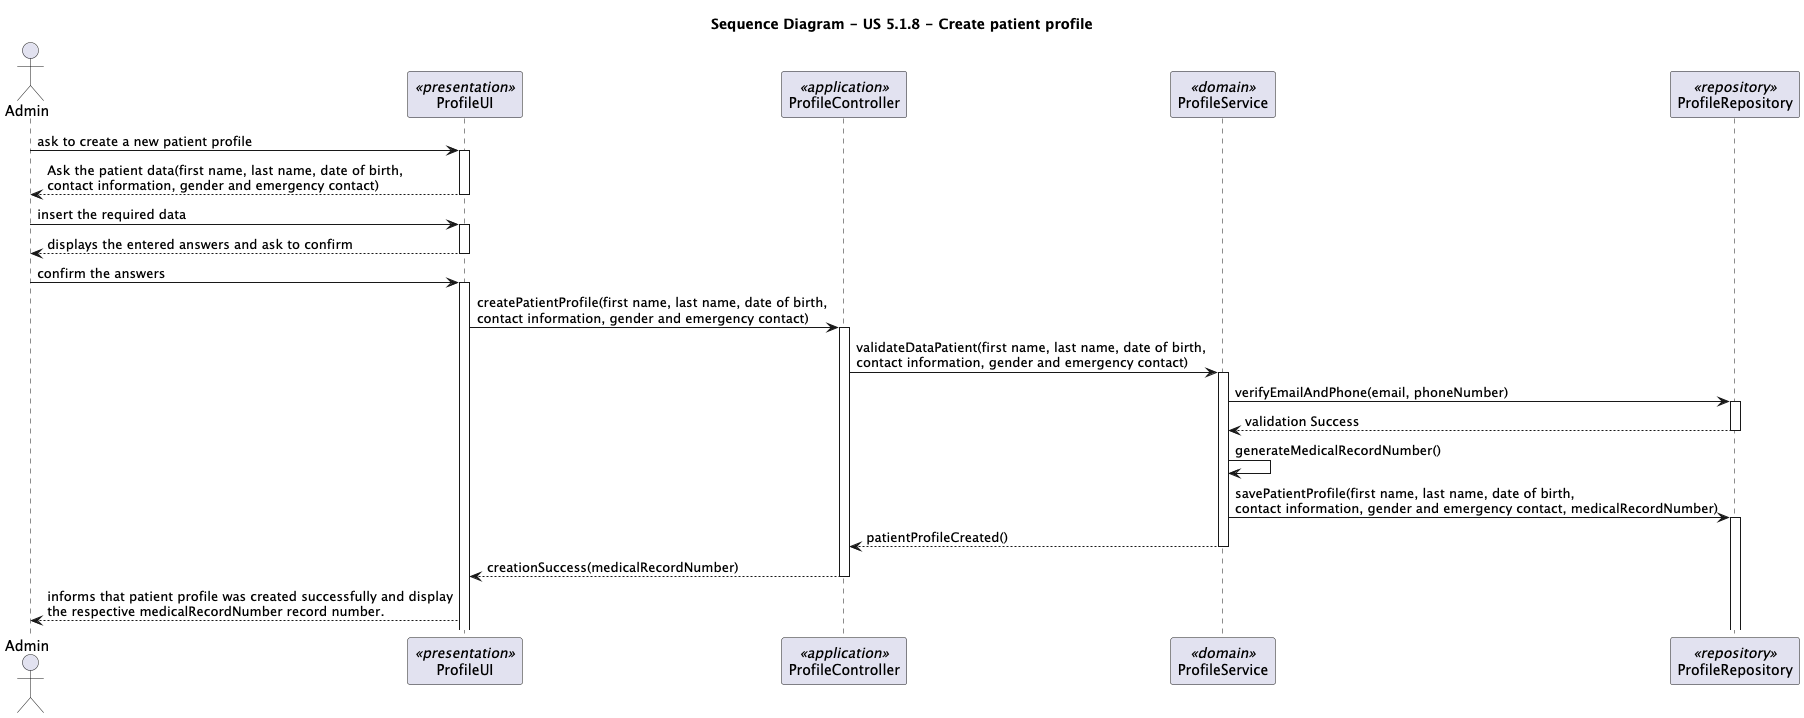 Sequence Diagram - US 5.1.8 - Create patient profile
Admin
«presentation»
ProfileUI
«application»
ProfileController
«domain»
ProfileService
«repository»
ProfileRepository
ask to create a new patient profile
Ask the patient data(first name, last name, date of birth,
contact information, gender and emergency contact)
insert the required data
displays the entered answers and ask to confirm
confirm the answers
createPatientProfile(first name, last name, date of birth,
contact information, gender and emergency contact)
validateDataPatient(first name, last name, date of birth,
contact information, gender and emergency contact)
verifyEmailAndPhone(email, phoneNumber)
validation Success
generateMedicalRecordNumber()
savePatientProfile(first name, last name, date of birth,
contact information, gender and emergency contact, medicalRecordNumber)
patientProfileCreated()
creationSuccess(medicalRecordNumber)
informs that patient profile was created successfully and display
the respective medicalRecordNumber record number.
Admin
«presentation»
ProfileUI
«application»
ProfileController
«domain»
ProfileService
«repository»
ProfileRepository